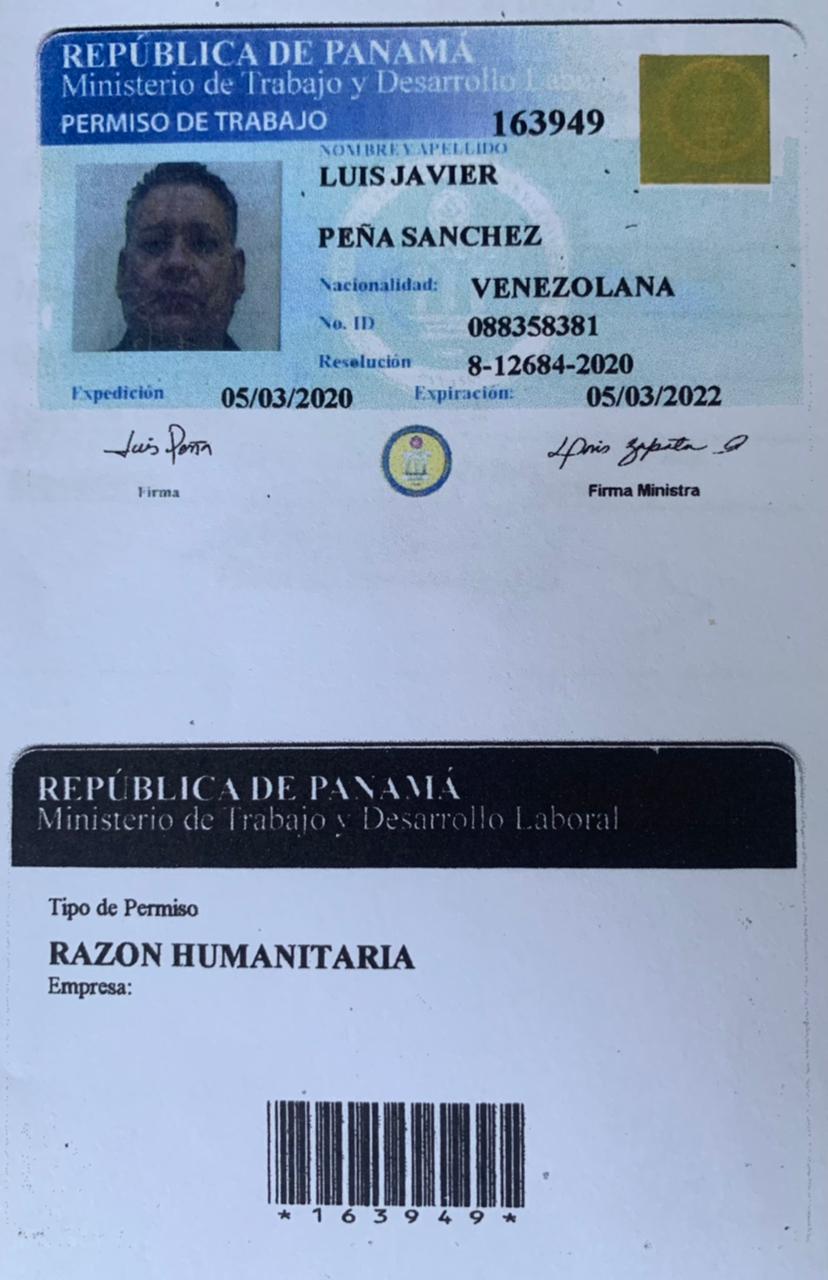 REPÚBLICA DE PANAMÁ
Ministerio de Trabajo y Desarrollo Labo
PERMISO DE TRABAJO 163949
NOMBRE Y APELLIDO
LUIS JAVIER
PEÑA SANCHEZ
Nacionalidad: VENEZOLANA
No. ID 088358381
Resolución 8-12684-2020
Expedición 05/03/2020 Expiración: 05/03/2022
Luis Peña
Firma Firma Ministra
REPÚBLICA DE PANAMÁ
Ministerio de Trabajo y Desarrollo Laboral
Tipo de Permiso
RAZON HUMANITARIA
Empresa:
*163949*